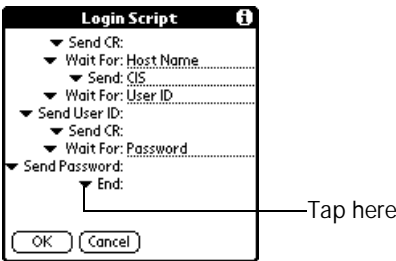 Login Script i
Send CR:
Wait For: Host Name
Send: CIS
Wait For: User ID
Send User ID:
Send CR:
Wait For: Password
Send Password:
End:
Tap here
OK Cancel